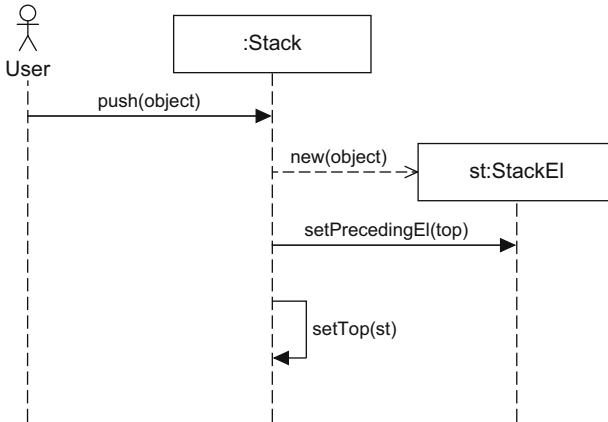 :Stack
User
push(object)
new(object)
st:StackEl
setPrecedingEl(top)
setTop(st)